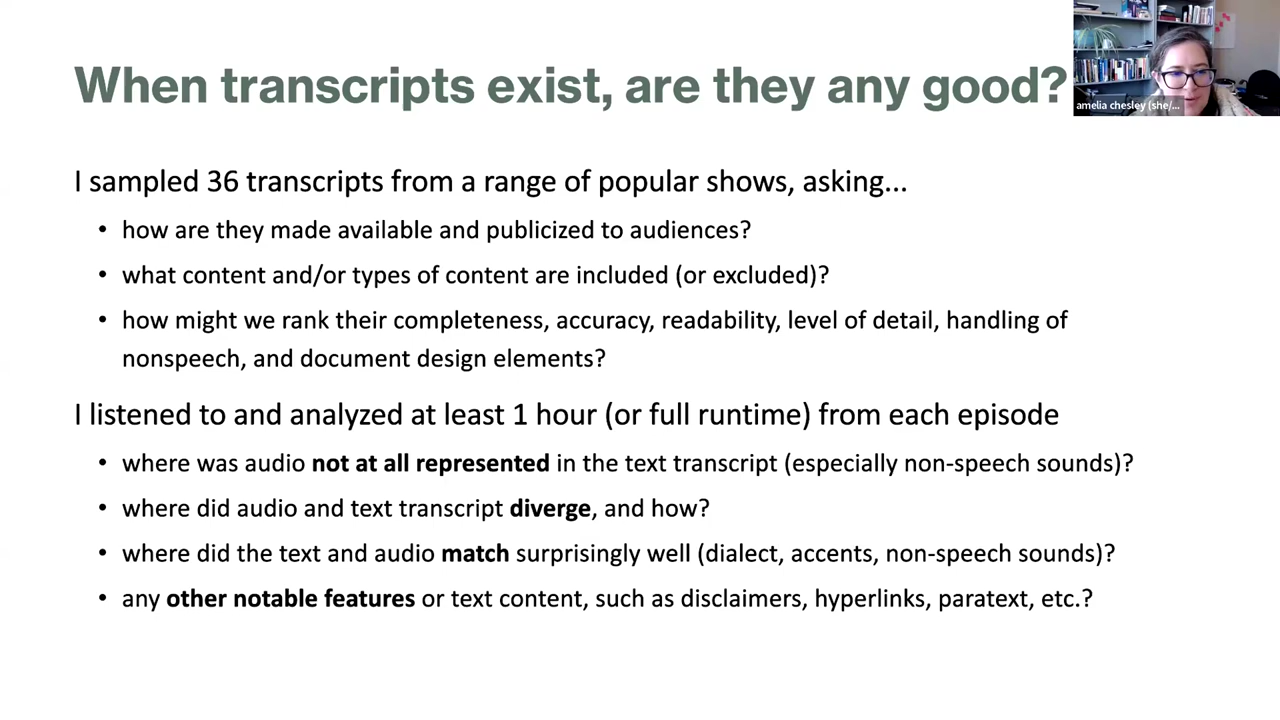 When transcripts exist, are they any good?
amelia chesley (she/...
I sampled 36 transcripts from a range of popular shows, asking...
• how are they made available and publicized to audiences?
• what content and/or types of content are included (or excluded)?
• how might we rank their completeness, accuracy, readability, level of detail, handling of
nonspeech, and document design elements?
I listened to and analyzed at least 1 hour (or full runtime) from each episode
• where was audio not at all represented in the text transcript (especially non-speech sounds)?
• where did audio and text transcript diverge, and how?
• where did the text and audio match surprisingly well (dialect, accents, non-speech sounds)?
• any other notable features or text content, such as disclaimers, hyperlinks, paratext, etc.?